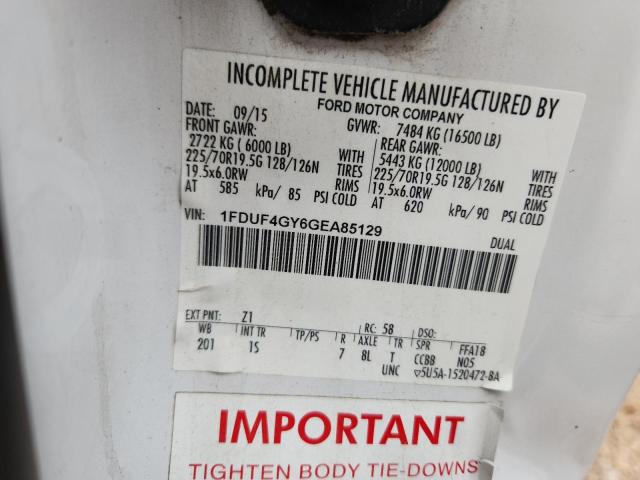 INCOMPLETE VEHICLE MANUFACTURED BY
FORD MOTOR COMPANY
DATE: 09/15 GVWR: 7484 KG (16500 LB)
FRONT GAWR: REAR GAWR:
2722 KG (6000 LB) WITH 5443 KG (12000 LB) WITH
225/70R19.5G 128/126N TIRES 225/70R19.5G 128/126N TIRES
19.5x6.0RW RIMS 19.5x6.0RW RIMS
AT 585 kPa/ 85 PSI COLD AT 620 kPa/ 90 PSI COLD
VIN: 1FDUF4GY6GEA85129
DUAL
EXT PNT: Z1 RC: 58 DSO:
WB INT TR TP/PS R AXLE TR SPR FFA18
201 1S 7 8L T CCBB N05
UNC ▽5U5A-1520472-BA
IMPORTANT
TIGHTEN BODY TIE-DOWNS